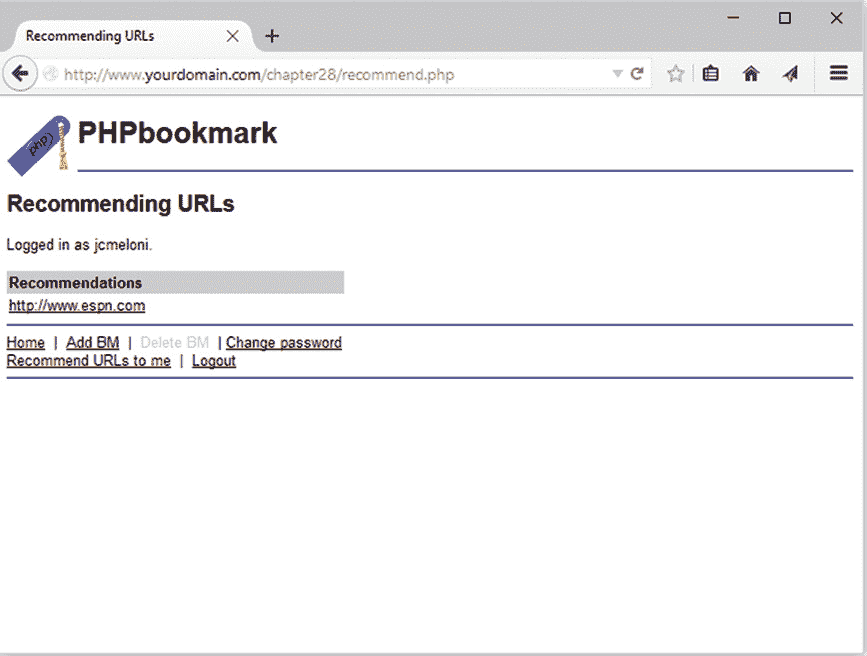 Recommending URLs
http://www.yourdomain.com/chapter28/recommend.php
php)
PHPbookmark
Recommending URLs
Logged in as jcmeloni.
Recommendations
http://www.espn.com
Home | Add BM | Delete BM | Change password
Recommend URLs to me | Logout